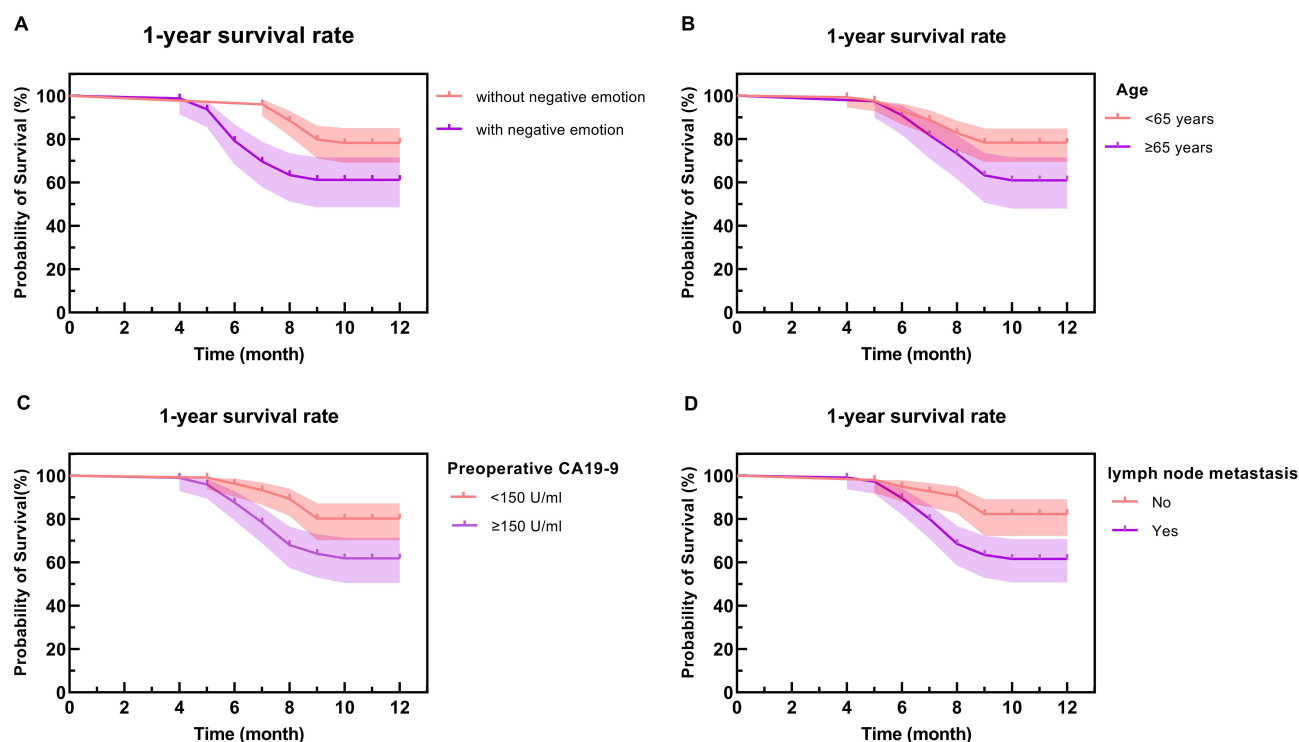 A
1-year survival rate
Probability of Survival (%)
100
80
60
40
20
0
0 2 4 6 8 10 12
Time (month)
without negative emotion
with negative emotion
B
1-year survival rate
Probability of Survival (%)
100
80
60
40
20
0
0 2 4 6 8 10 12
Time (month)
Age
<65 years
≥65 years
C
1-year survival rate
Probability of Survival(%)
100
80
60
40
20
0
0 2 4 6 8 10 12
Time (month)
Preoperative CA19-9
<150 U/ml
≥150 U/ml
D
1-year survival rate
Probability of Survival (%)
100
80
60
40
20
0
0 2 4 6 8 10 12
Time (month)
lymph node metastasis
No
Yes